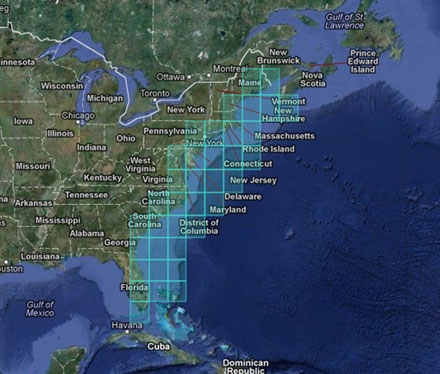 Gulf of St
Lawrence
New
Brunswick
Prince
Edward
Island
Ottawa
Montreal
Minnesota
Nova
Scotia
Maine
Wisconsin
Michigan
Toronto
Vermont
New
Hampshire
New York
Chicago
Iowa
Massachusetts
Illinois
Ohio
Pennsylvania
New York
Rhode Island
Indiana
Connecticut
West
Virginia
Missouri
Kentucky
Virginia
New Jersey
Delaware
Tennessee
North
Carolina
Maryland
Arkansas
Mississippi
South
Carolina
District of
Columbia
Alabama
Georgia
Louisiana
ouston
Florida
Gulf of
Mexico
Havana
Cuba
Dominican
Republic